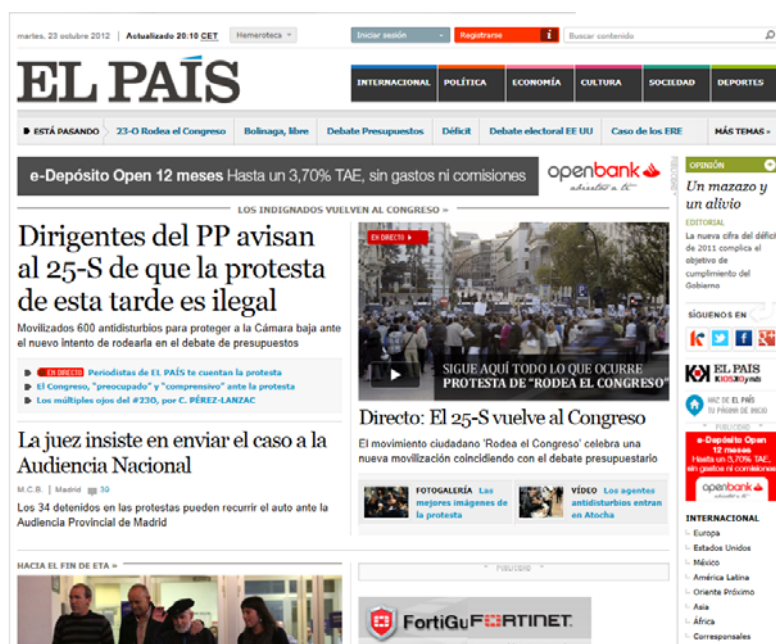 martes, 23 octubre 2012 | Actualizado 20:10 CET
Hemeroteca
Iniciar sesión
Registrarse
i
Buscar contenido
EL PAÍS
INTERNACIONAL
POLÍTICA
ECONOMÍA
CULTURA
SOCIEDAD
DEPORTES
ESTÁ PASANDO
23-O Rodea el Congreso
Bolinaga, libre
Debate Presupuestos
Déficit
Debate electoral EE UU
Caso de los ERE
MÁS TEMAS »
e-Depósito Open 12 meses Hasta un 3,70% TAE, sin gastos ni comisiones
openbank
abiertos a ti
PUBLICIDAD
LOS INDIGNADOS VUELVEN AL CONGRESO »
Dirigentes del PP avisan
al 25-S de que la protesta
de esta tarde es ilegal
Movilizados 600 antidisturbios para proteger a la Cámara baja ante
el nuevo intento de rodearla en el debate de presupuestos
EN DIRECTO Periodistas de EL PAÍS te cuentan la protesta
El Congreso, "preocupado" y "comprensivo" ante la protesta
Los múltiples ojos del #23O, por C. PÉREZ-LANZAC
La juez insiste en enviar el caso a la
Audiencia Nacional
M.C.B. | Madrid 39
Los 34 detenidos en las protestas pueden recurrir el auto ante la
Audiencia Provincial de Madrid
EN DIRECTO
SIGUE AQUÍ TODO LO QUE OCURRE
PROTESTA DE "RODEA EL CONGRESO"
Directo: El 25-S vuelve al Congreso
El movimiento ciudadano 'Rodea el Congreso' celebra una
nueva movilización coincidiendo con el debate presupuestario
FOTOGALERÍA Las
mejores imágenes de
la protesta
VÍDEO Los agentes
antidisturbios entran
en Atocha
OPINIÓN
Un mazazo y
un alivio
EDITORIAL
La nueva cifra del déficit
de 2011 complica el
objetivo de
cumplimiento del
Gobierno
SÍGUENOS EN
EL PAÍS
KIOSKOymás
HAZ DE EL PAÍS
TU PÁGINA DE INICIO
PUBLICIDAD
e-Depósito Open
12 meses
Hasta un 3,70% TAE,
sin gastos ni comisiones
openbank
INTERNACIONAL
Europa
Estados Unidos
México
América Latina
Oriente Próximo
Asia
África
Corresponsales
HACIA EL FIN DE ETA »
PUBLICIDAD
FortiGu
FORTINET